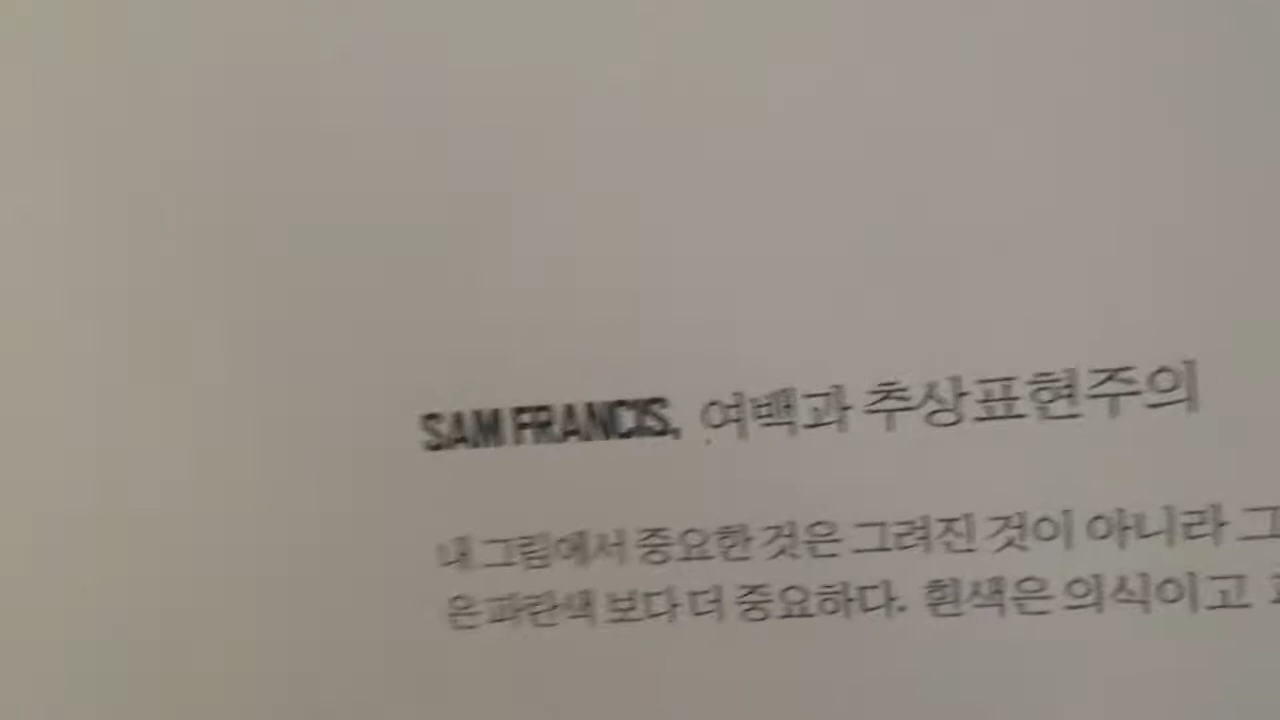 SAM FRANCIS, 여백과 추상표현주의
내 그림에서 중요한 것은 그려진 것이 아니라 그
은 파란색 보다 더 중요하다. 흰색은 의식이고